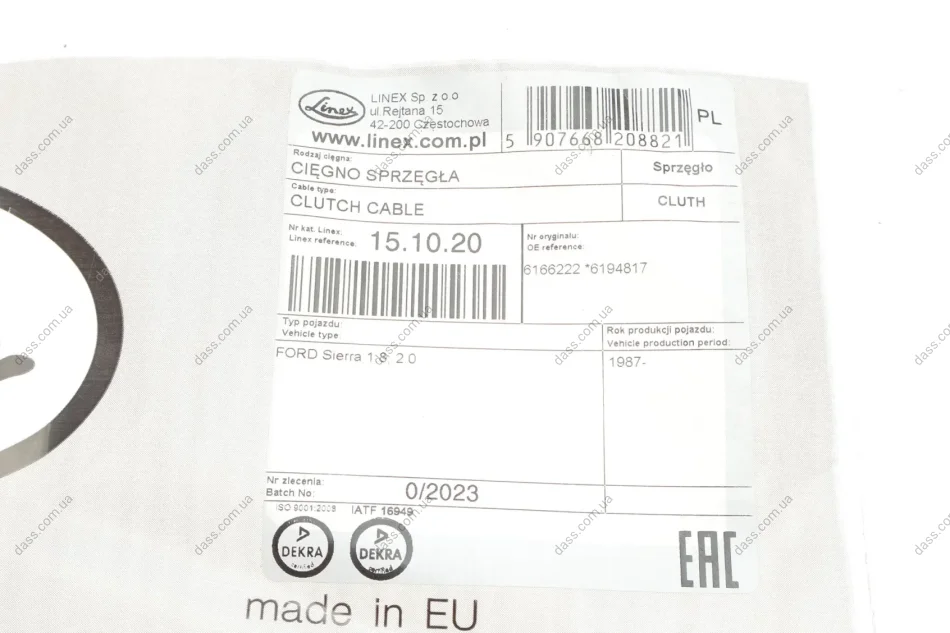 Linex
LINEX Sp z o.o
ul Rejtana 15
42-200 Częstochowa
www.linex.com.pl
5 907668 208821
PL
Rodzaj cięgna:
CIĘGNO SPRZĘGŁA
Sprzęgło
Cable type:
CLUTCH CABLE
CLUTH
Nr kat. Linex:
Linex reference:
15.10.20
Nr oryginału:
OE reference:
6166222 *6194817
Typ pojazdu:
Vehicle type:
Rok produkcji pojazdu:
Vehicle production period:
FORD Sierra 1.8; 2.0
1987-
Nr zlecenia:
Batch No:
0/2023
ISO 9001:2008
IATF 16949
DEKRA
certified
DEKRA
certified
EAC
made in EU
dass.com.ua